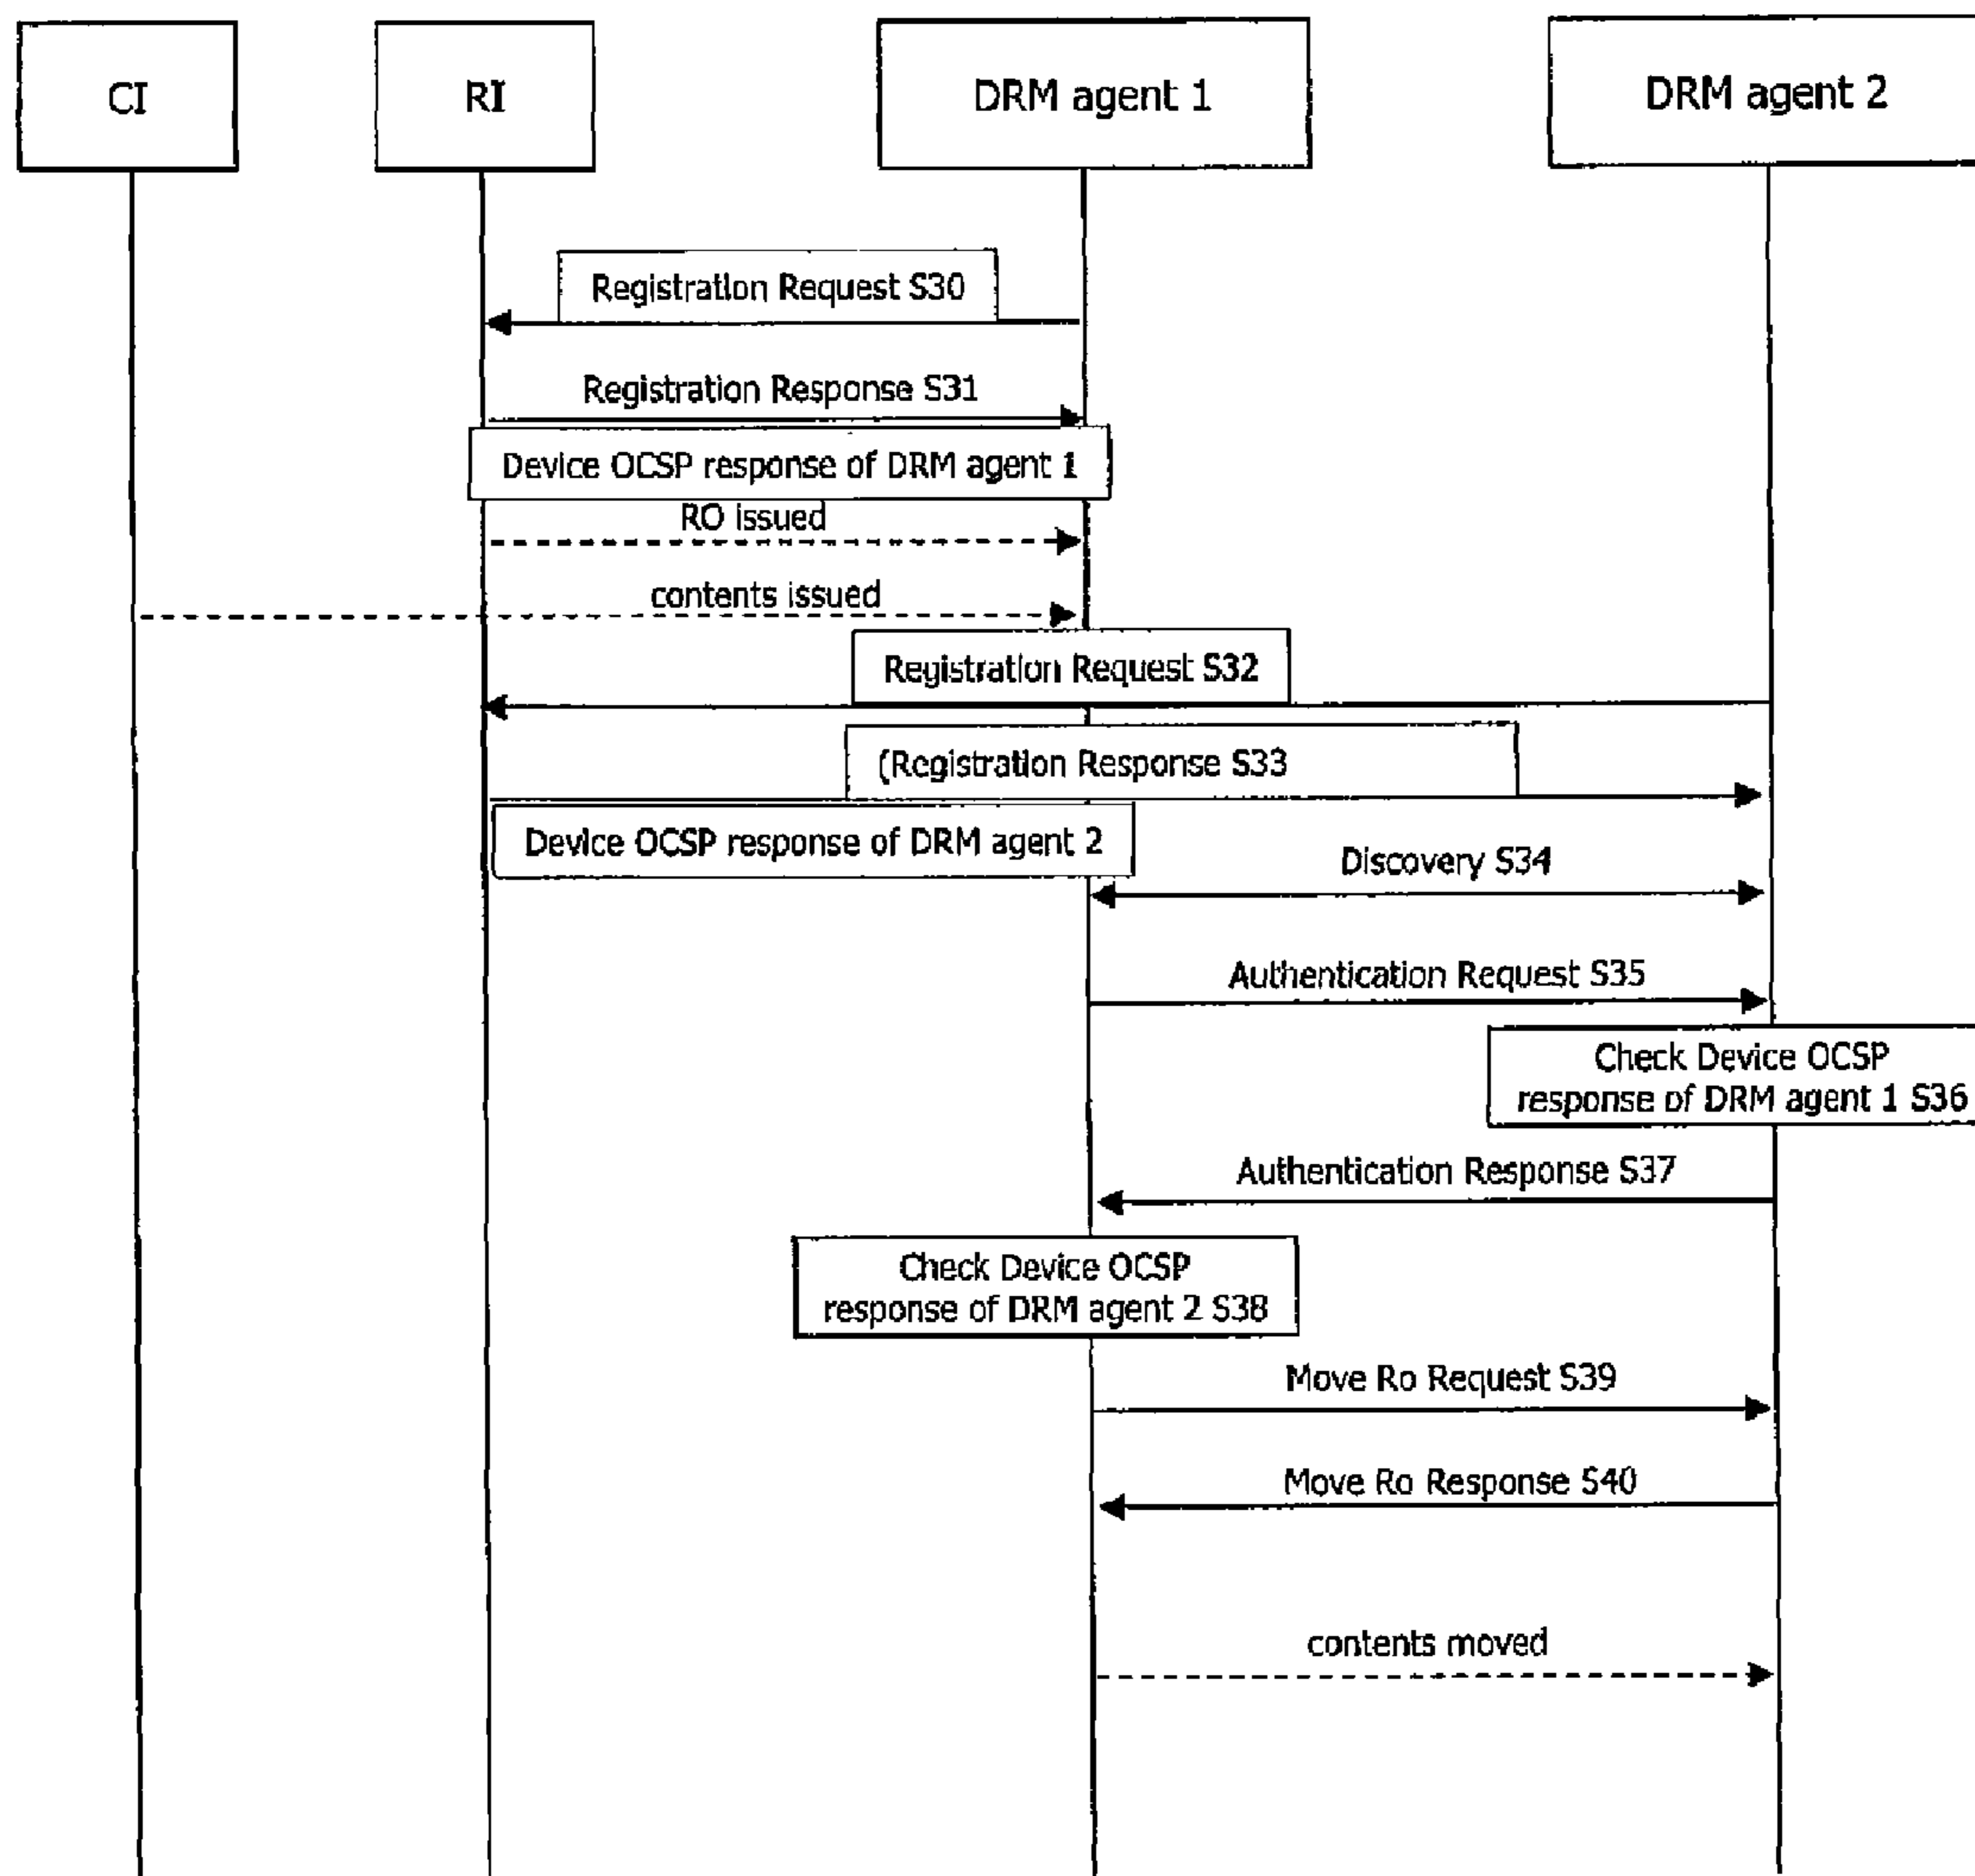 CI
RI
DRM agent 1
DRM agent 2
Registration Request S30
Registration Response S31
Device OCSP response of DRM agent 1
RO issued
contents issued
Registration Request S32
(Registration Response S33
Device OCSP response of DRM agent 2
Discovery S34
Authentication Request S35
Check Device OCSP
response of DRM agent 1 S36
Authentication Response S37
Check Device OCSP
response of DRM agent 2 S38
Move Ro Request S39
Move Ro Response S40
contents moved